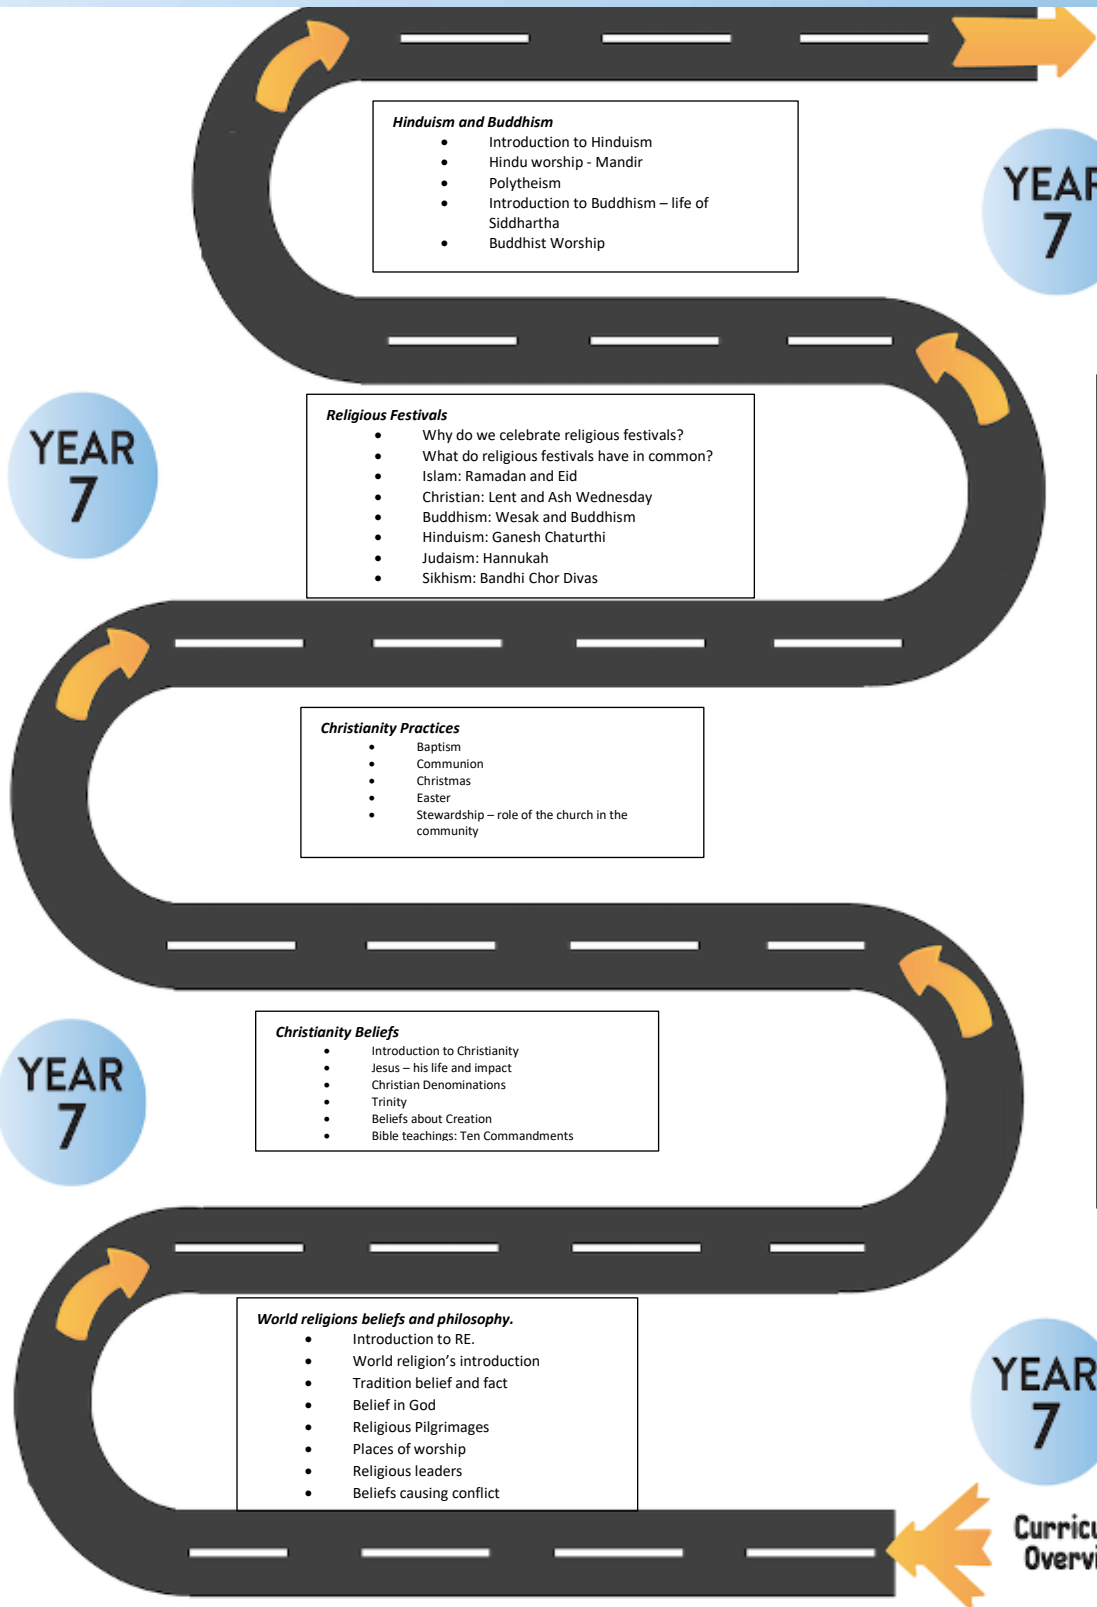 Hinduism and Buddhism
• Introduction to Hinduism
• Hindu worship - Mandir
• Polytheism
• Introduction to Buddhism – life of
Siddhartha
• Buddhist Worship
YEAR
7
Religious Festivals
• Why do we celebrate religious festivals?
• What do religious festivals have in common?
• Islam: Ramadan and Eid
• Christian: Lent and Ash Wednesday
• Buddhism: Wesak and Buddhism
• Hinduism: Ganesh Chaturthi
• Judaism: Hannukah
• Sikhism: Bandhi Chor Divas
YEAR
7
Christianity Practices
• Baptism
• Communion
• Christmas
• Easter
• Stewardship – role of the church in the
community
Christianity Beliefs
• Introduction to Christianity
• Jesus – his life and impact
• Christian Denominations
• Trinity
• Beliefs about Creation
• Bible teachings: Ten Commandments
YEAR
7
World religions beliefs and philosophy.
• Introduction to RE.
• World religion’s introduction
• Tradition belief and fact
• Belief in God
• Religious Pilgrimages
• Places of worship
• Religious leaders
• Beliefs causing conflict
YEAR
7
Curricu
Overvi